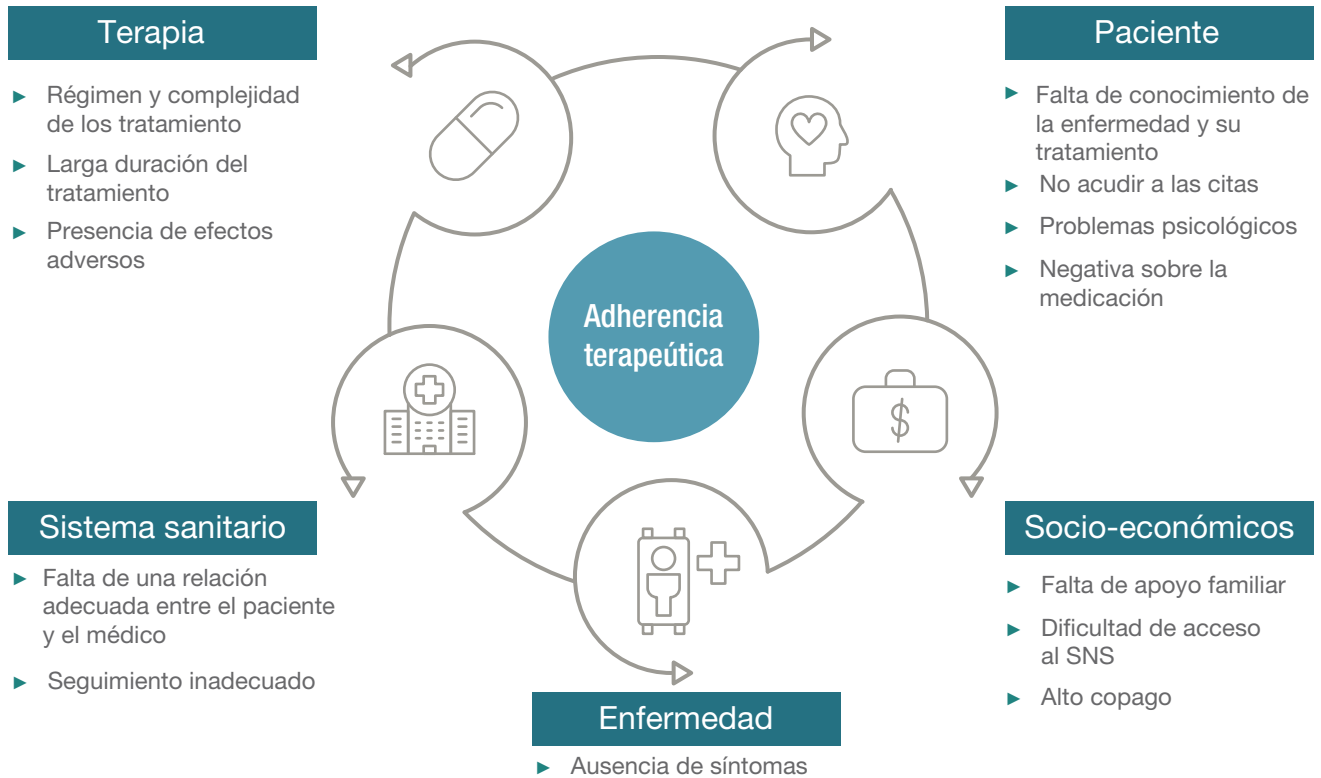 Terapia
Régimen y complejidad
de los tratamiento
Larga duración del
tratamiento
Presencia de efectos
adversos
Paciente
Falta de conocimiento de
la enfermedad y su
tratamiento
No acudir a las citas
Problemas psicológicos
Negativa sobre la
medicación
Adherencia
terapeútica
$
Sistema sanitario
Falta de una relación
adecuada entre el paciente
y el médico
Seguimiento inadecuado
Socio-económicos
Falta de apoyo familiar
Dificultad de acceso
al SNS
Alto copago
Enfermedad
Ausencia de síntomas